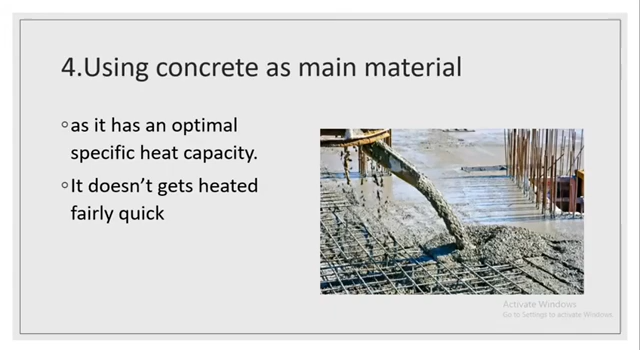 4.Using concrete as main material
◦as it has an optimal
specific heat capacity.
◦It doesn't gets heated
fairly quick
Activate Windows
Go to Settings to activate Windows.